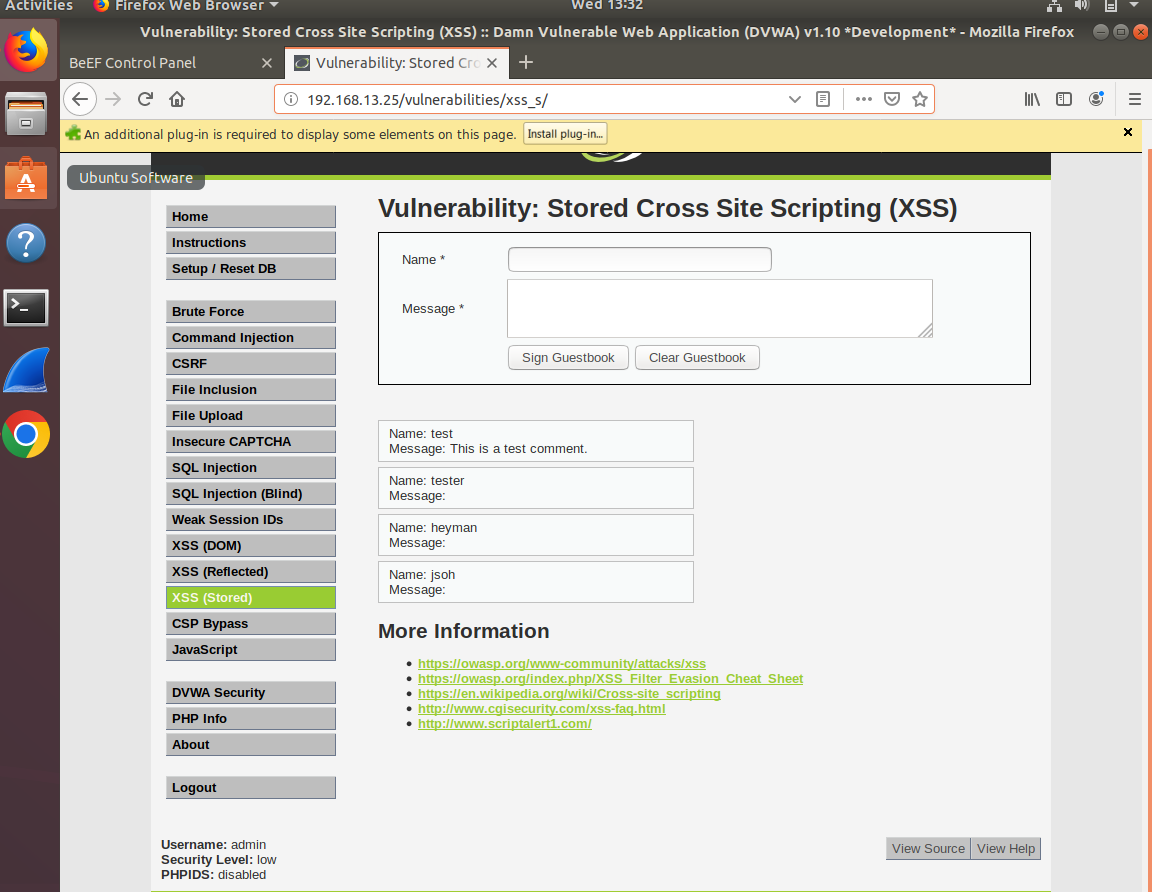 Activities Firefox Web Browser Wed 13:32
Vulnerability: Stored Cross Site Scripting (XSS) :: Damn Vulnerable Web Application (DVWA) v1.10 *Development* - Mozilla Firefox
BeEF Control Panel Vulnerability: Stored Cro
192.168.13.25/vulnerabilities/xss_s/
An additional plug-in is required to display some elements on this page. Install plug-in...
Ubuntu Software
Home
Instructions
Setup / Reset DB
Brute Force
Command Injection
CSRF
File Inclusion
File Upload
Insecure CAPTCHA
SQL Injection
SQL Injection (Blind)
Weak Session IDs
XSS (DOM)
XSS (Reflected)
XSS (Stored)
CSP Bypass
JavaScript
DVWA Security
PHP Info
About
Logout
Vulnerability: Stored Cross Site Scripting (XSS)
Name *
Message *
Sign Guestbook Clear Guestbook
Name: test
Message: This is a test comment.
Name: tester
Message:
Name: heyman
Message:
Name: jsoh
Message:
More Information
https://owasp.org/www-community/attacks/xss
https://owasp.org/index.php/XSS_Filter_Evasion_Cheat_Sheet
https://en.wikipedia.org/wiki/Cross-site_scripting
http://www.cgisecurity.com/xss-faq.html
http://www.scriptalert1.com/
Username: admin
Security Level: low
PHPIDS: disabled
View Source View Help